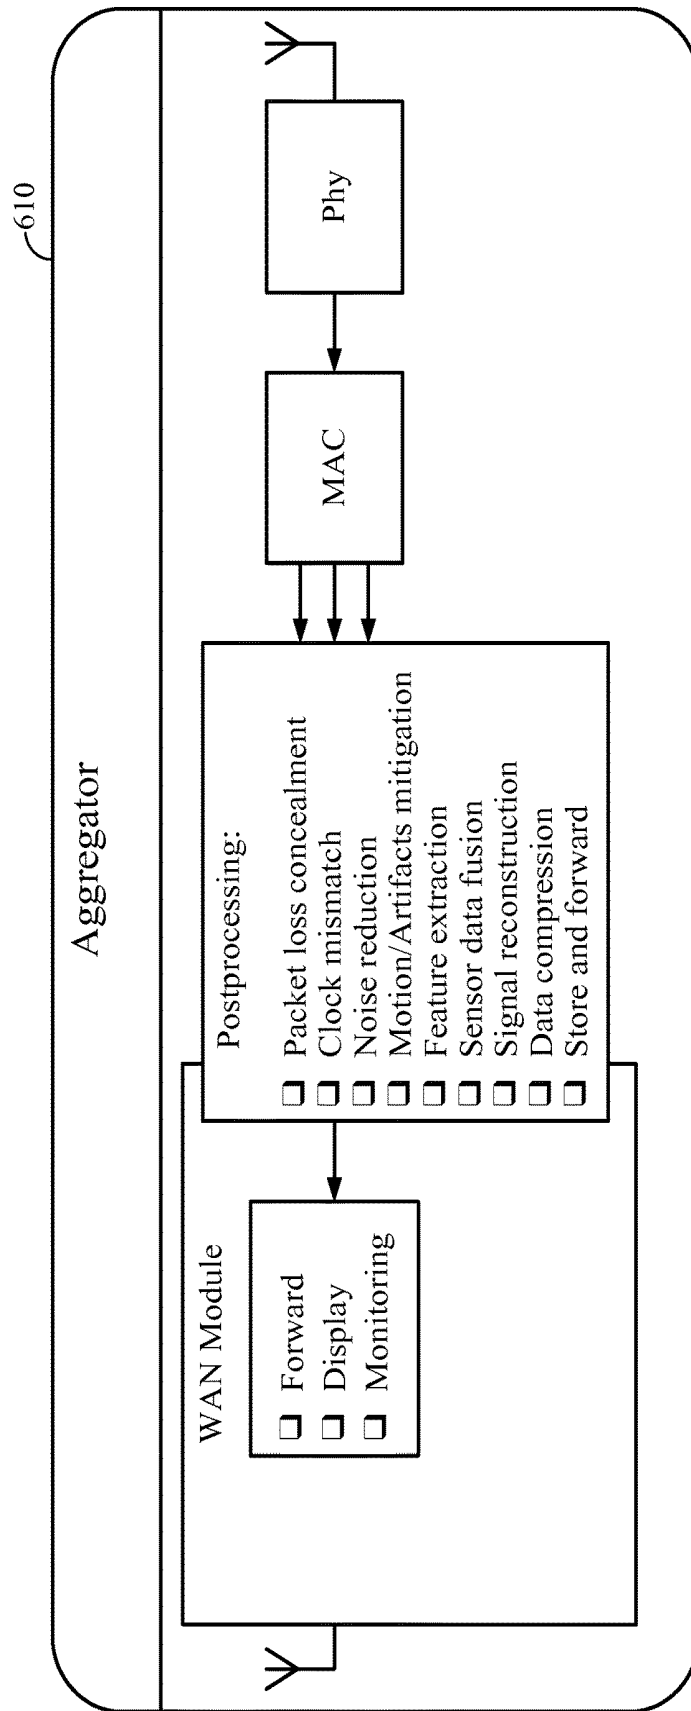 610
Aggregator
WAN Module
Forward
Display
Monitoring
Postprocessing:
Packet loss concealment
Clock mismatch
Noise reduction
Motion/Artifacts mitigation
Feature extraction
Sensor data fusion
Signal reconstruction
Data compression
Store and forward
MAC
Phy